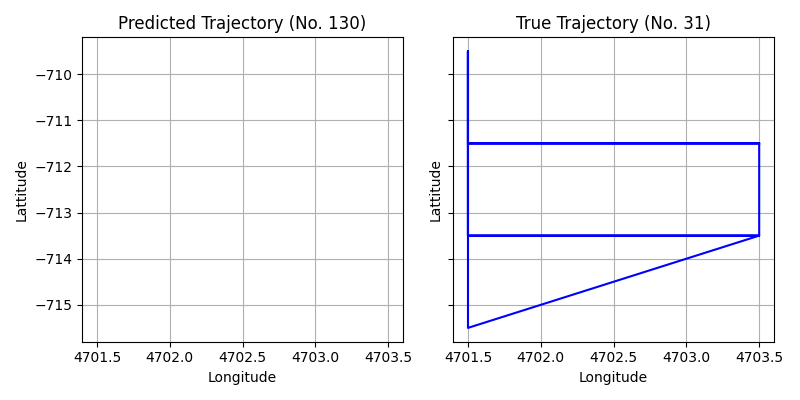 Predicted Trajectory (No. 130)
Lattitude
−710
−711
−712
−713
−714
−715
4701.5 4702.0 4702.5 4703.0 4703.5
Longitude
True Trajectory (No. 31)
Lattitude
4701.5 4702.0 4702.5 4703.0 4703.5
Longitude